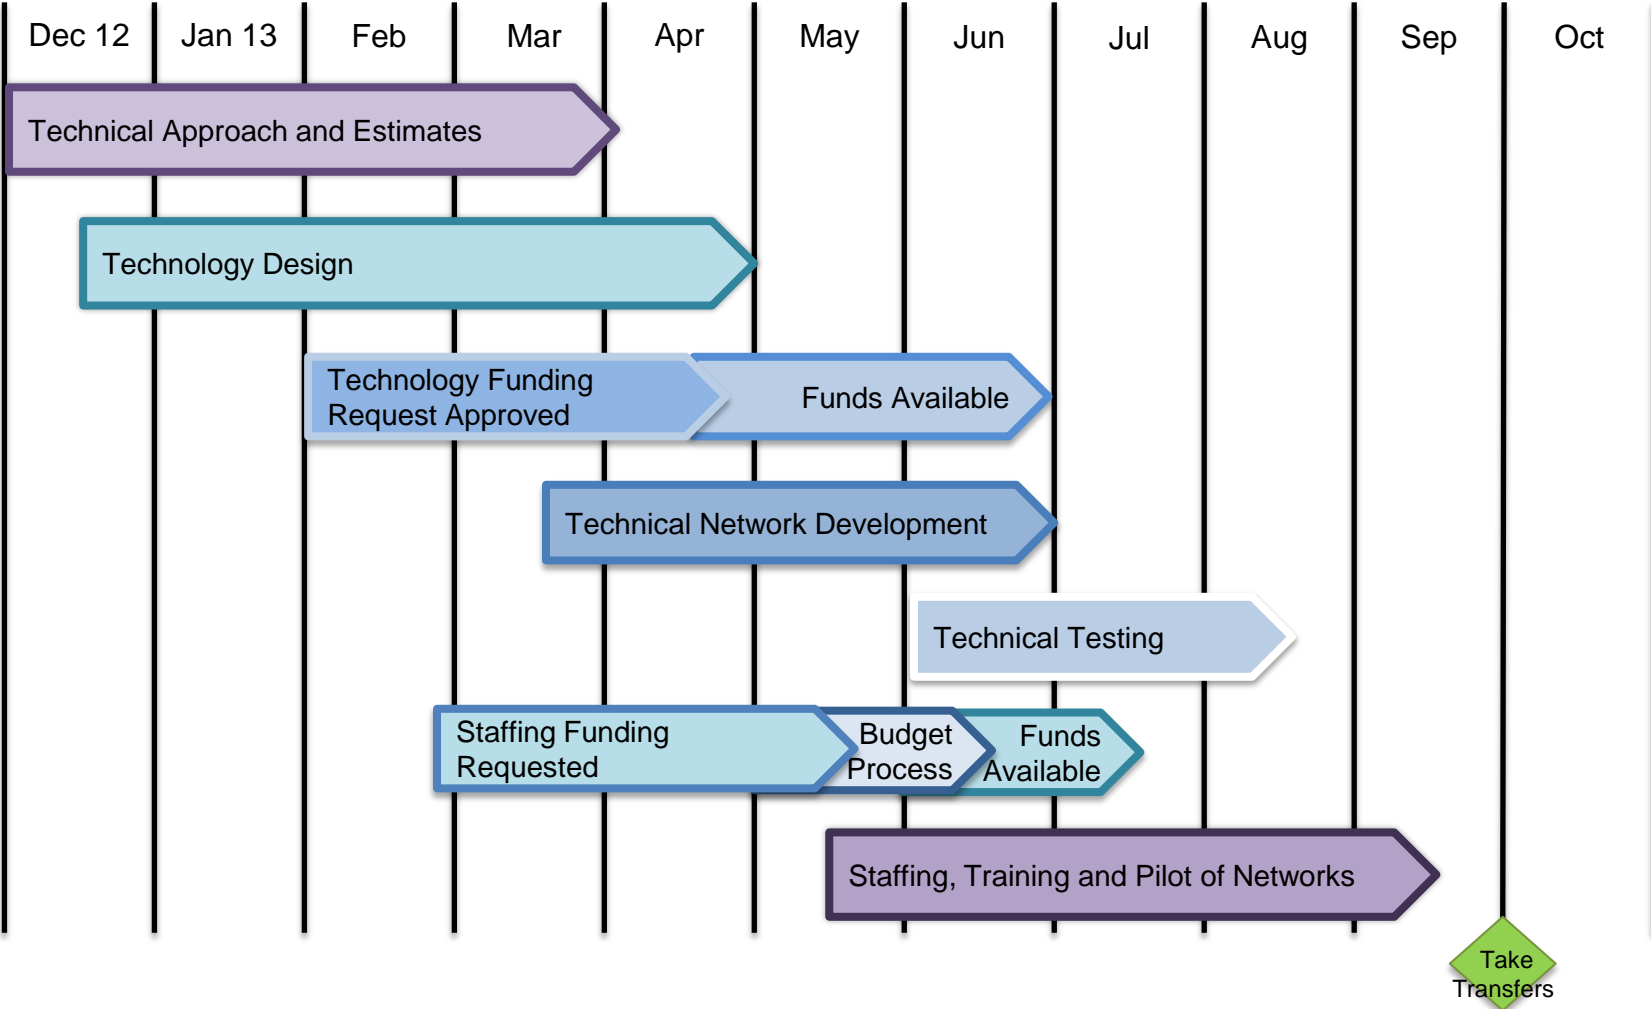 Dec 12
Jan 13
Feb
Mar
Apr
May
Jun
Jul
Aug
Sep
Oct
Technical Approach and Estimates
Technology Design
Technology Funding
Request Approved
Funds Available
Technical Network Development
Technical Testing
Staffing Funding
Requested
Budget
Process
Funds
Available
Staffing, Training and Pilot of Networks
Take
Transfers